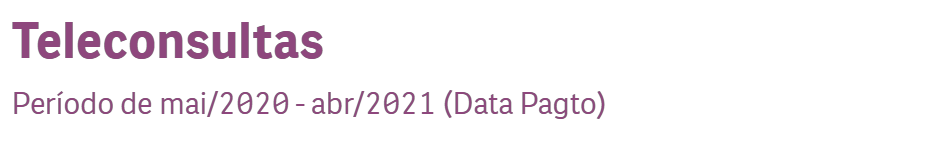 Teleconsultas
Período de mai/2020 - abr/2021 (Data Pagto)